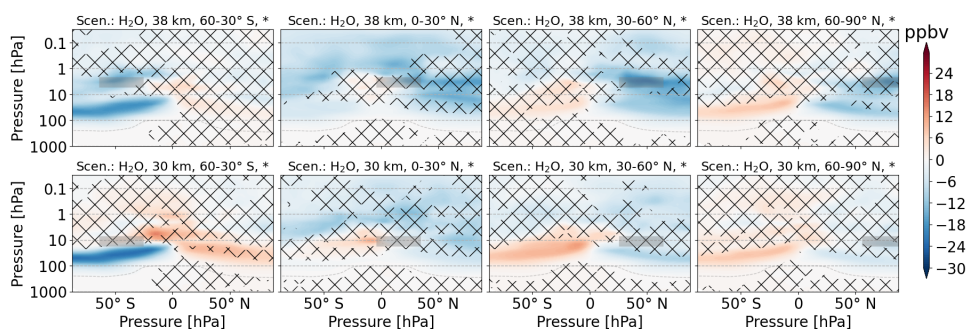 Scen.: H₂O, 38 km, 60-30° S, *
Scen.: H₂O, 38 km, 0-30° N, *
Scen.: H₂O, 38 km, 30-60° N, *
Scen.: H₂O, 38 km, 60-90° N, *
ppbv
Pressure [hPa]
0.1
1
10
100
1000
24
18
12
6
0
−6
−12
−18
−24
−30
Scen.: H₂O, 30 km, 60-30° S, *
Scen.: H₂O, 30 km, 0-30° N, *
Scen.: H₂O, 30 km, 30-60° N, *
Scen.: H₂O, 30 km, 60-90° N, *
Pressure [hPa]
0.1
1
10
100
1000
50° S 0 50° N
50° S 0 50° N
50° S 0 50° N
50° S 0 50° N
Pressure [hPa]
Pressure [hPa]
Pressure [hPa]
Pressure [hPa]